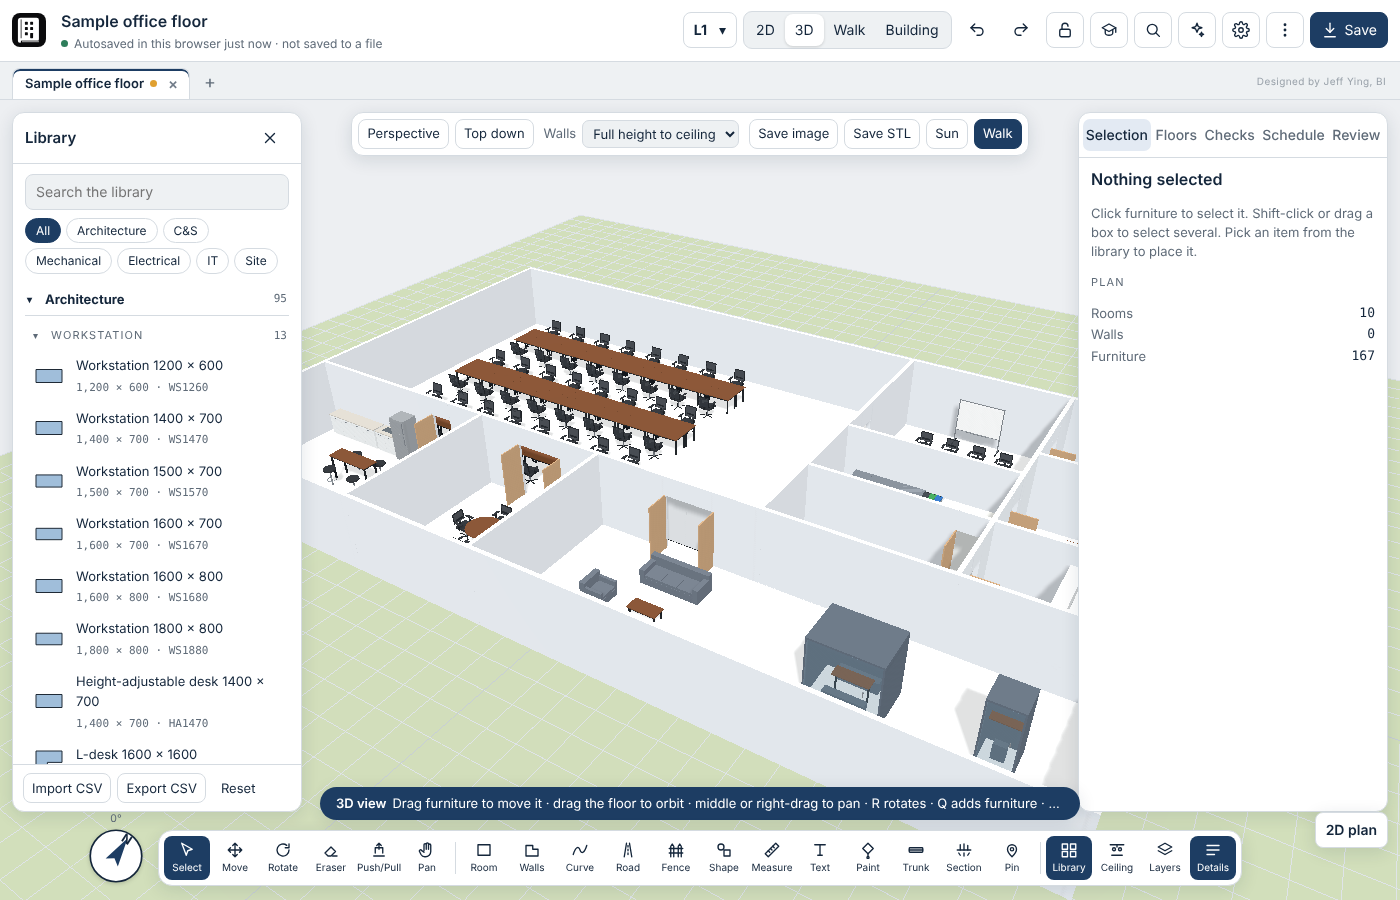 Sample office floor
Autosaved in this browser just now · not saved to a file
L1 ▾
2D 3D Walk Building
Save
Sample office floor
Designed by Jeff Ying, BI
Library
Search the library
All Architecture C&S
Mechanical Electrical IT Site
Architecture 95
WORKSTATION 13
Workstation 1200 × 600
1,200 × 600 · WS1260
Workstation 1400 × 700
1,400 × 700 · WS1470
Workstation 1500 × 700
1,500 × 700 · WS1570
Workstation 1600 × 700
1,600 × 700 · WS1670
Workstation 1600 × 800
1,600 × 800 · WS1680
Workstation 1800 × 800
1,800 × 800 · WS1880
Height-adjustable desk 1400 ×
700
1,400 × 700 · HA1470
L-desk 1600 × 1600
Import CSV Export CSV Reset
Perspective Top down Walls Full height to ceiling Save image Save STL Sun Walk
Selection Floors Checks Schedule Review
Nothing selected
Click furniture to select it. Shift-click or drag a
box to select several. Pick an item from the
library to place it.
PLAN
Rooms 10
Walls 0
Furniture 167
3D view Drag furniture to move it · drag the floor to orbit · middle or right-drag to pan · R rotates · Q adds furniture · …
2D plan
0°
N
Select Move Rotate Eraser Push/Pull Pan Room Walls Curve Road Fence Shape Measure Text Paint Trunk Section Pin Library Ceiling Layers Details